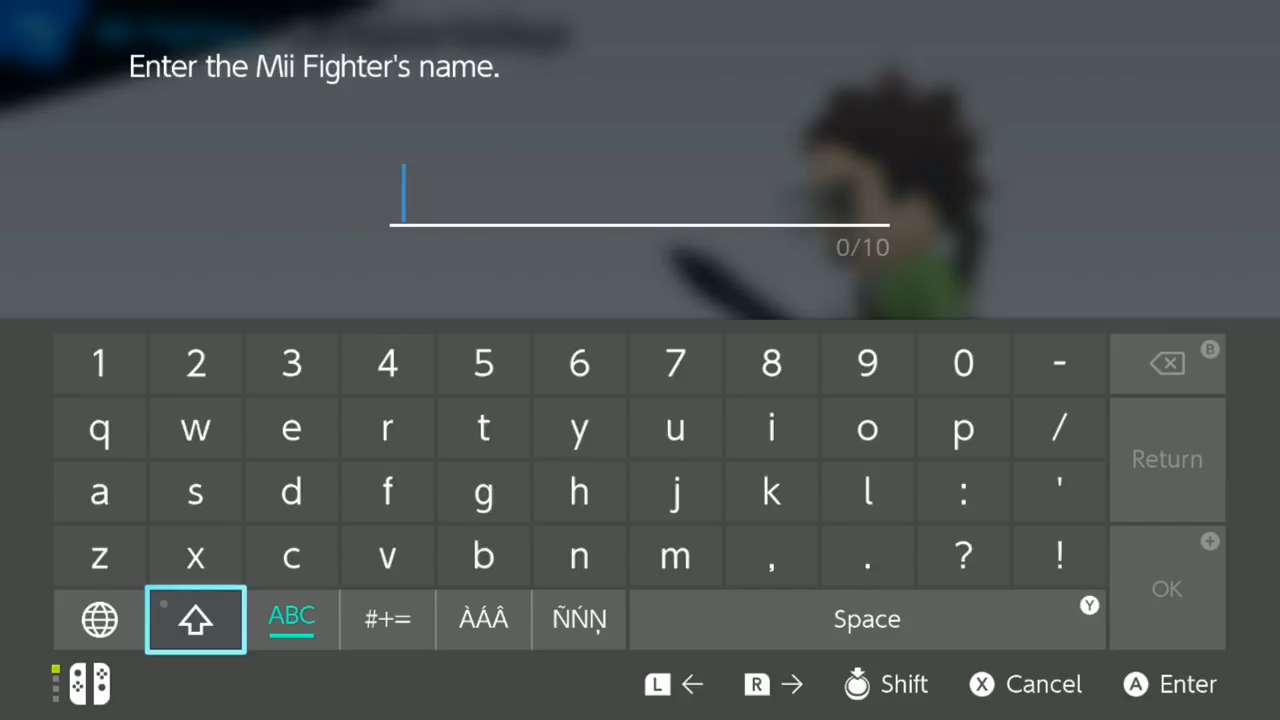 Enter the Mii Fighter's name.
0/10
1 2 3 4 5 6 7 8 9 0 - B
q w e r t y u i o p / Return
a s d f g h j k l : '
z x c v b n m , . ? ! OK +
ABC #+= ÀÁÂ ÑŃŅ Space Y
L ← R → Shift X Cancel A Enter